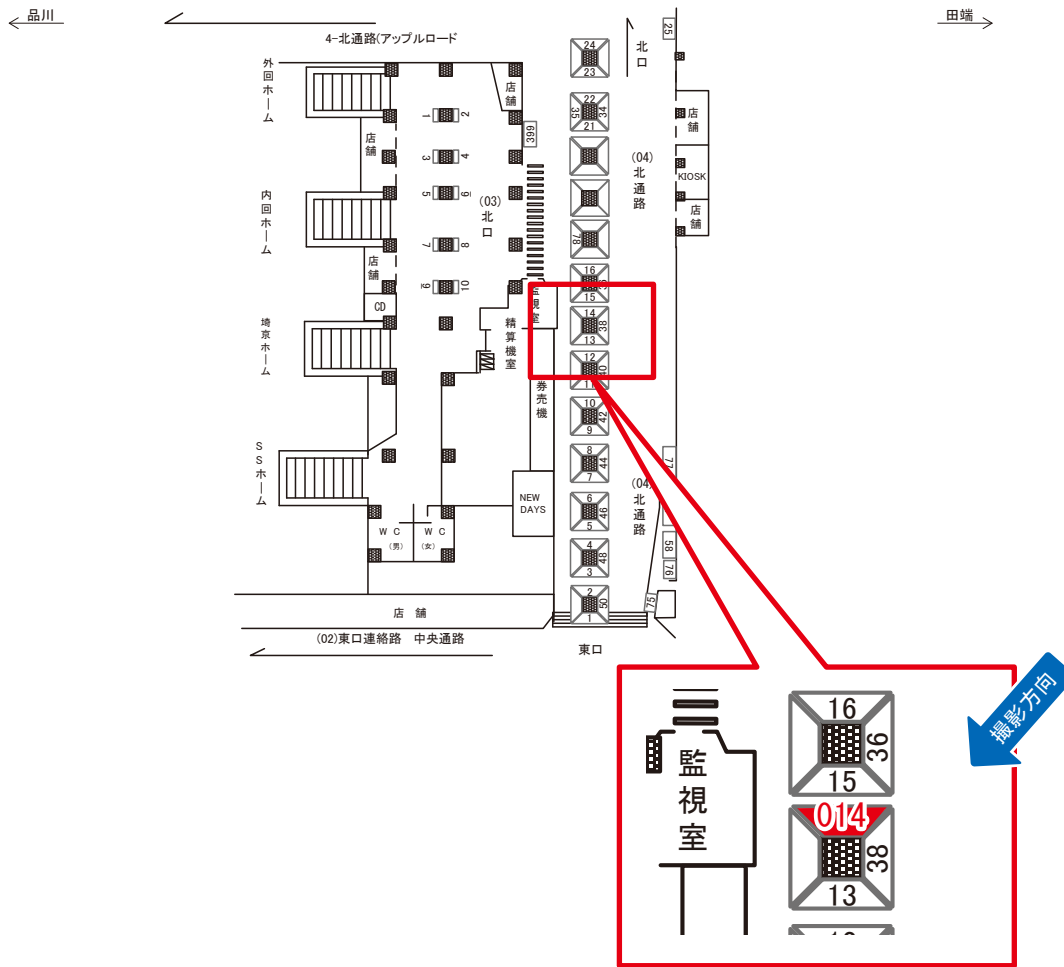 品川
田端
4-北通路(アップルロード
北口
25
外回ホーム
店舗
店舗
1
2
3
4
5
6
7
8
9
10
399
(03)
北口
24
23
22
35
34
21
78
16
15
14
38
13
12
40
11
10
42
9
8
44
7
6
46
5
4
48
3
2
50
1
(04)
北通路
店舗
KIOSK
店舗
内回ホーム
店舗
CD
埼京ホーム
監視室
精算機室
券売機
SSホーム
NEW
DAYS
(04)
北通路
77
58
76
75
WC
(男)
WC
(女)
店 舗
(02)東口連絡路 中央通路
東口
撮影方向
監視室
16
36
15
014
38
13